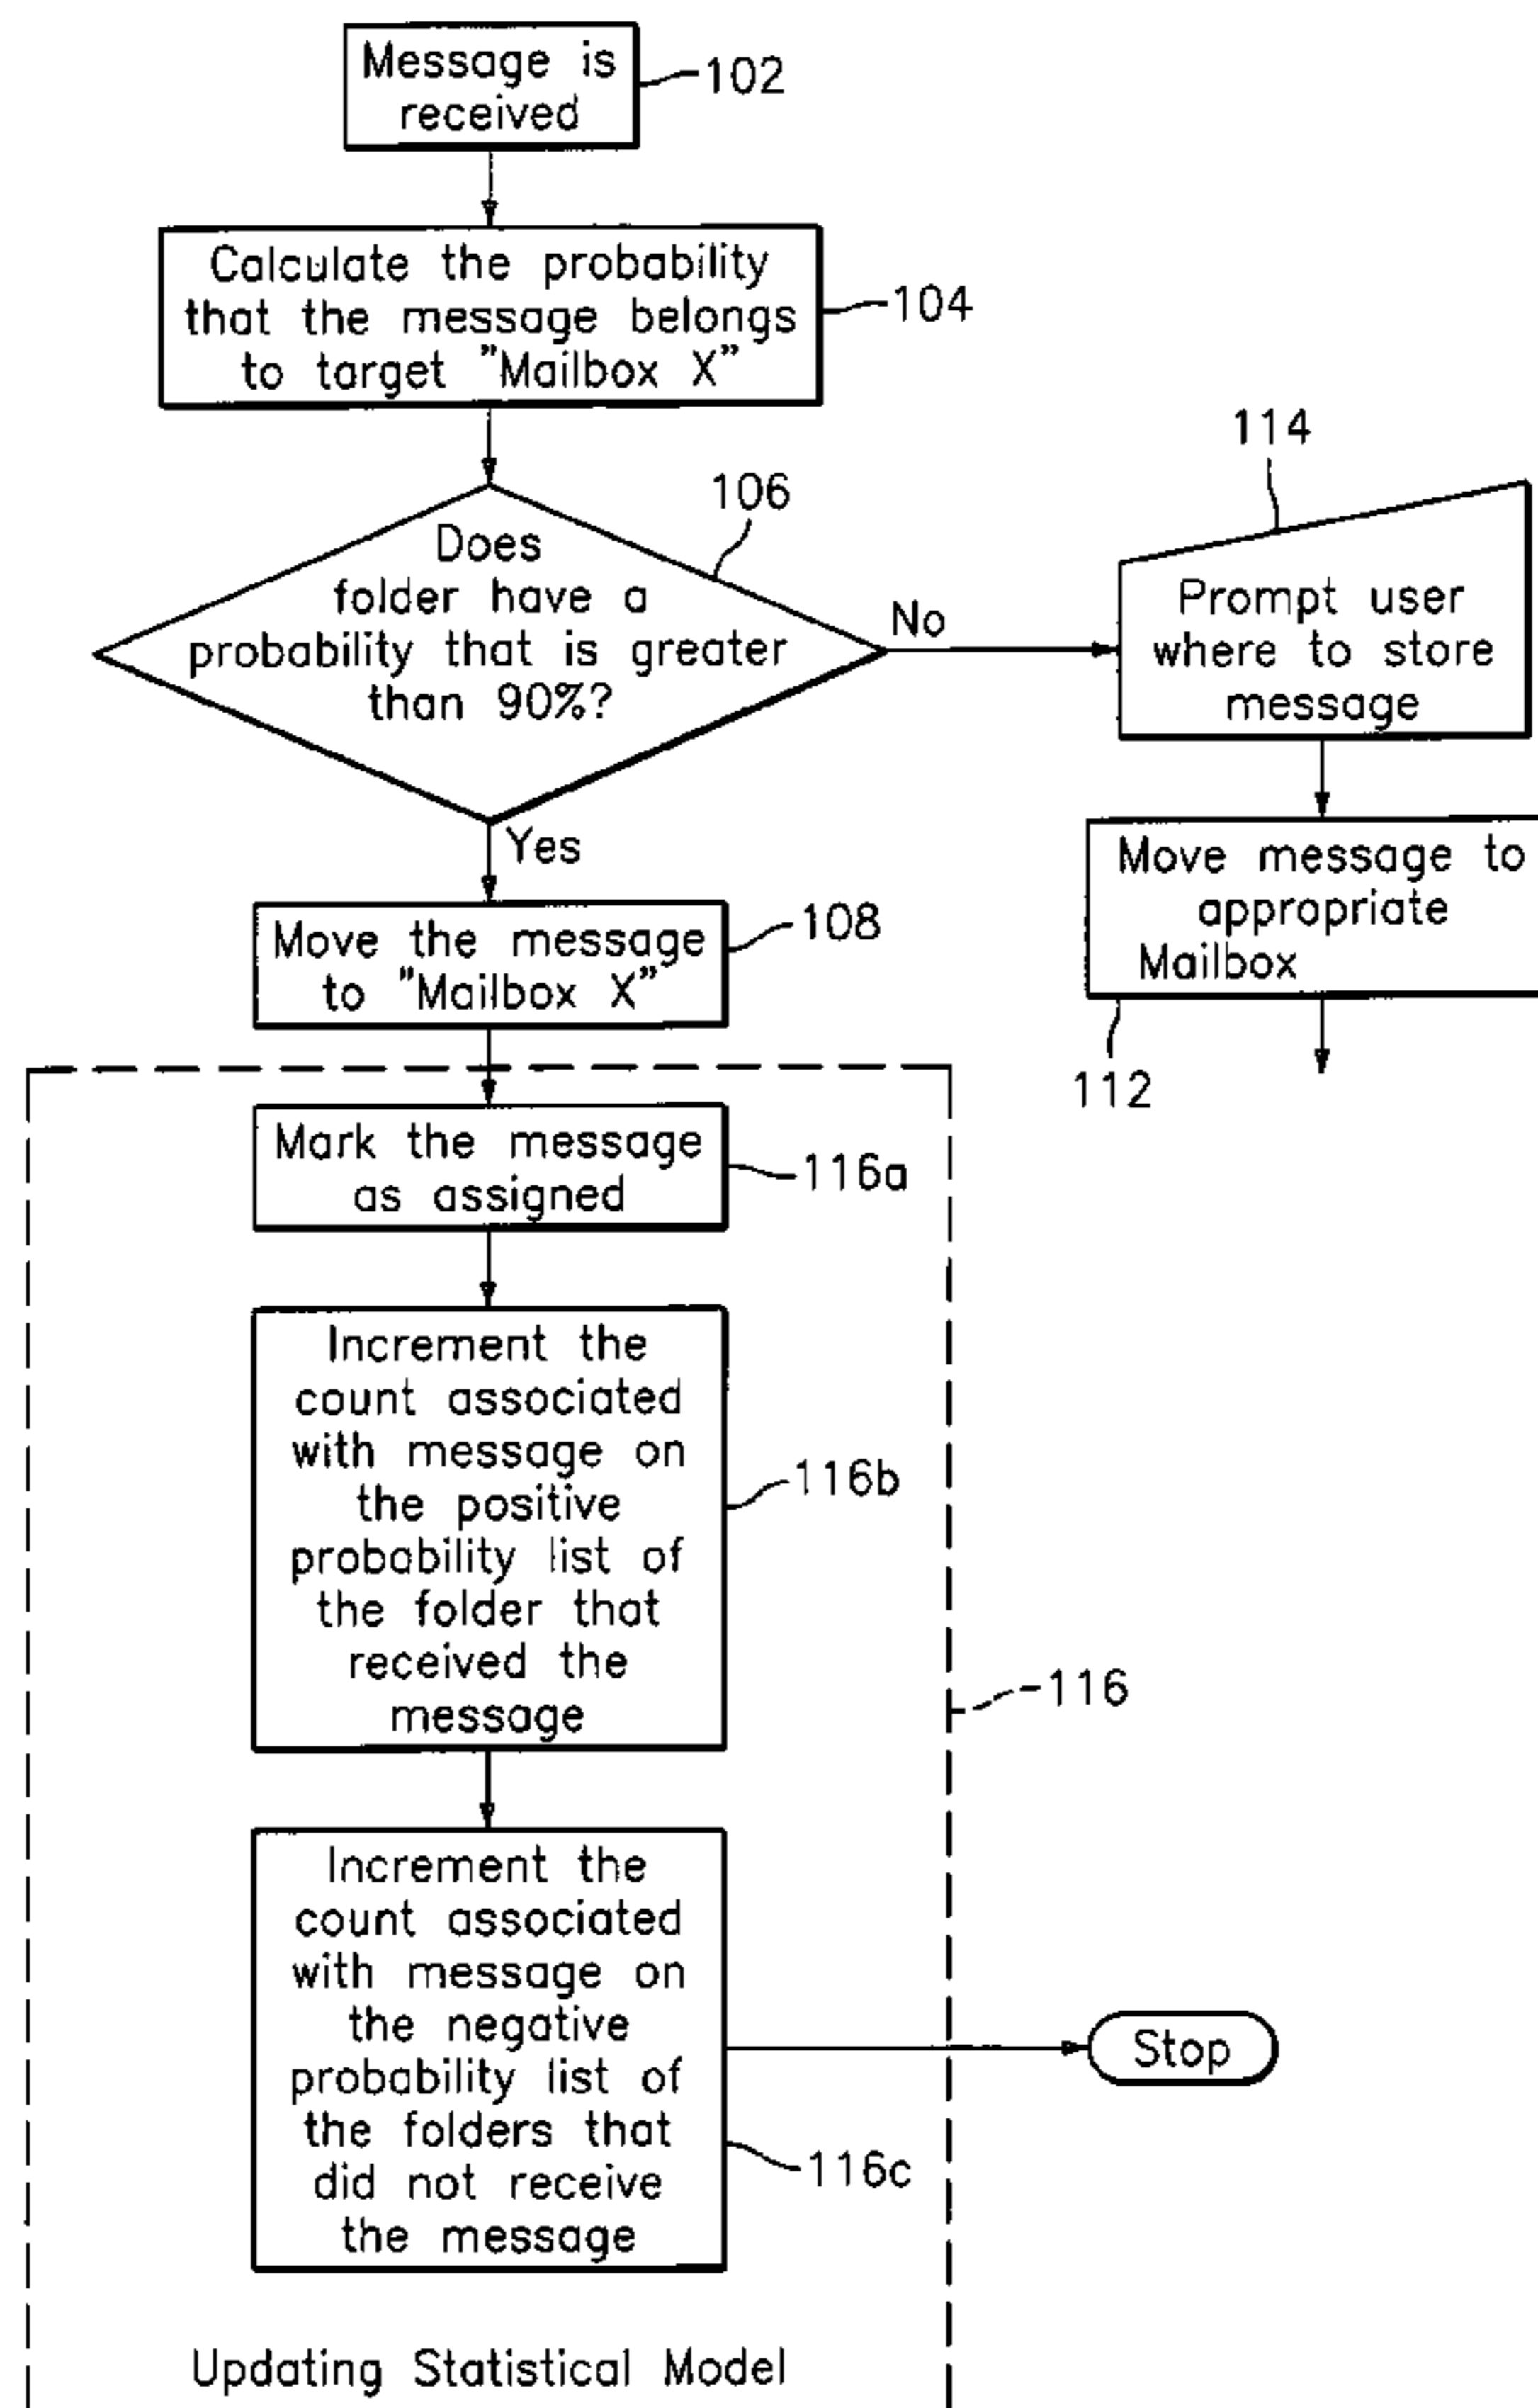 Message is
received
102
Calculate the probability
that the message belongs
to target "Mailbox X"
104
106
Does
folder have a
probability that is greater
than 90%?
No
Yes
114
Prompt user
where to store
message
Move message to
appropriate
Mailbox
112
Move the message
to "Mailbox X"
108
Mark the message
as assigned
116a
Increment the
count associated
with message on
the positive
probability list of
the folder that
received the
message
116b
116
Increment the
count associated
with message on
the negative
probability list of
the folders that
did not receive
the message
116c
Stop
Updating Statistical Model